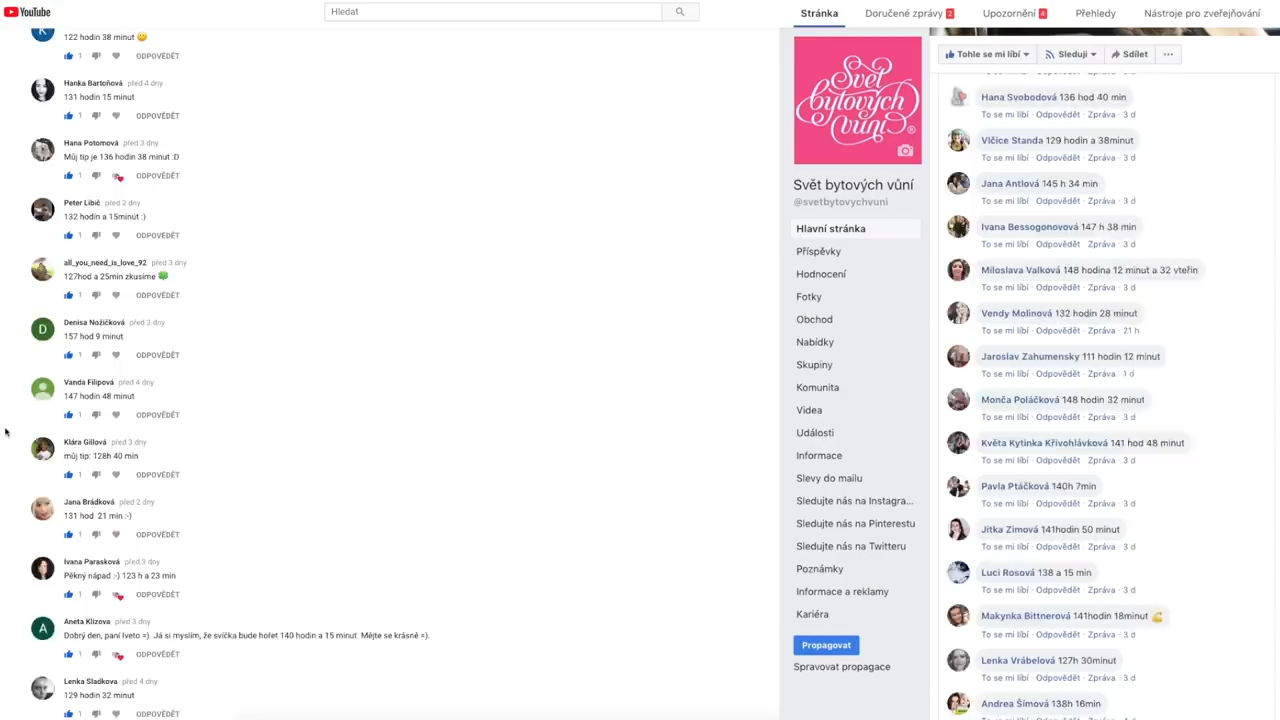 YouTube
Hledat
K
122 hodin 38 minut
1 ODPOVĚDĚT
Hanka Bartoňová před 4 dny
131 hodin 15 minut
1 ODPOVĚDĚT
Hana Potomová před 3 dny
Můj tip je 136 hodin 38 minut :D
1 ODPOVĚDĚT
Peter Libič před 2 dny
132 hodin a 15minút :)
1 ODPOVĚDĚT
all_you_need_is_love_92 před 3 dny
127hod a 25min zkusíme
1 ODPOVĚDĚT
D
Denisa Nožičková před 3 dny
157 hod 9 minut
1 ODPOVĚDĚT
Vanda Filipová před 4 dny
147 hodin 48 minut
1 ODPOVĚDĚT
Klára Gillová před 3 dny
můj tip: 128h 40 min
1 ODPOVĚDĚT
Jana Brádková před 2 dny
131 hod 21 min :-)
1 ODPOVĚDĚT
Ivana Parasková před 3 dny
Pěkný nápad :-) 123 h a 23 min
1 ODPOVĚDĚT
A
Aneta Klizova před 3 dny
Dobrý den, paní Iveto =). Já si myslím, že svíčka bude hořet 140 hodin a 15 minut. Mějte se krásně =).
1 ODPOVĚDĚT
Lenka Sladkova před 4 dny
129 hodin 32 minut
1 ODPOVĚDĚT
Stránka Doručené zprávy 2 Upozornění 4 Přehledy Nástroje pro zveřejňování
Svět
bytových
vůní®
Svět bytových vůní
@svetbytovychvuni
Hlavní stránka
Příspěvky
Hodnocení
Fotky
Obchod
Nabídky
Skupiny
Komunita
Videa
Události
Informace
Slevy do mailu
Sledujte nás na Instagra...
Sledujte nás na Pinterestu
Sledujte nás na Twitteru
Poznámky
Informace a reklamy
Kariéra
Propagovat
Spravovat propagace
Tohle se mi líbí Sleduji Sdílet ...
Hana Svobodová 136 hod 40 min
To se mi líbí · Odpovědět · Zpráva · 3 d
Vlčice Standa 129 hodin a 38minut
To se mi líbí · Odpovědět · Zpráva · 3 d
Jana Antlová 145 h 34 min
To se mi líbí · Odpovědět · Zpráva · 3 d
Ivana Bessogonovová 147 h 38 min
To se mi líbí · Odpovědět · Zpráva · 3 d
Miloslava Valková 148 hodina 12 minut a 32 vteřin
To se mi líbí · Odpovědět · Zpráva · 3 d
Vendy Molinová 132 hodin 28 minut
To se mi líbí · Odpovědět · Zpráva · 21 h
Jaroslav Zahumensky 111 hodin 12 minut
To se mi líbí · Odpovědět · Zpráva · 1 d
Monča Poláčková 148 hodin 32 minut
To se mi líbí · Odpovědět · Zpráva · 3 d
Květa Kytinka Křivohlávková 141 hod 48 minut
To se mi líbí · Odpovědět · Zpráva · 3 d
Pavla Ptáčková 140h 7min
To se mi líbí · Odpovědět · Zpráva · 3 d
Jitka Zimová 141hodin 50 minut
To se mi líbí · Odpovědět · Zpráva · 3 d
Luci Rosová 138 a 15 min
To se mi líbí · Odpovědět · Zpráva · 3 d
Makynka Bittnerová 141hodin 18minut
To se mi líbí · Odpovědět · Zpráva · 3 d
Lenka Vrábelová 127h 30minut
To se mi líbí · Odpovědět · Zpráva · 3 d
Andrea Šímová 138h 16min